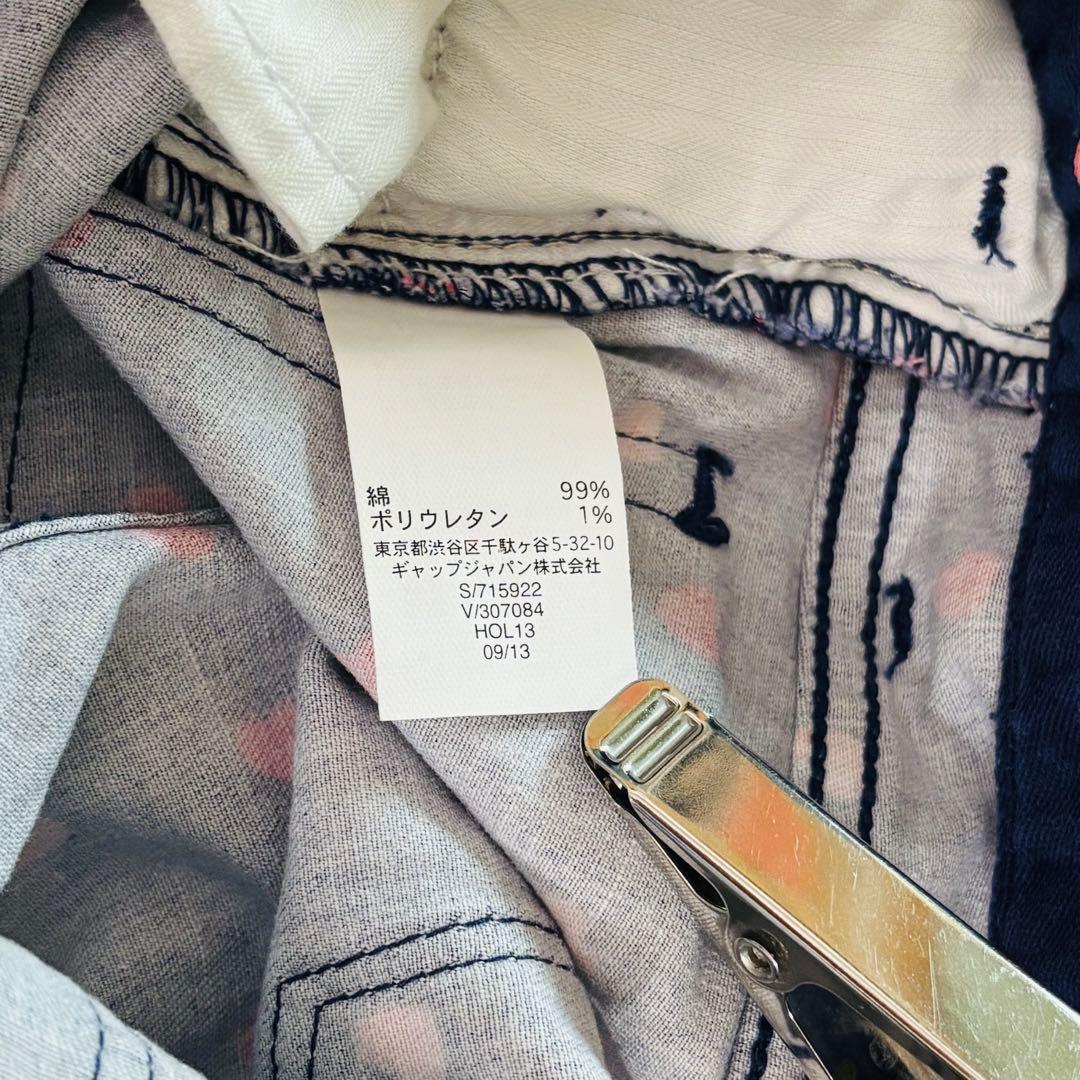 綿 99%
ポリウレタン 1%
東京都渋谷区千駄ヶ谷5-32-10
ギャップジャパン株式会社
S/715922
V/307084
HOL13
09/13